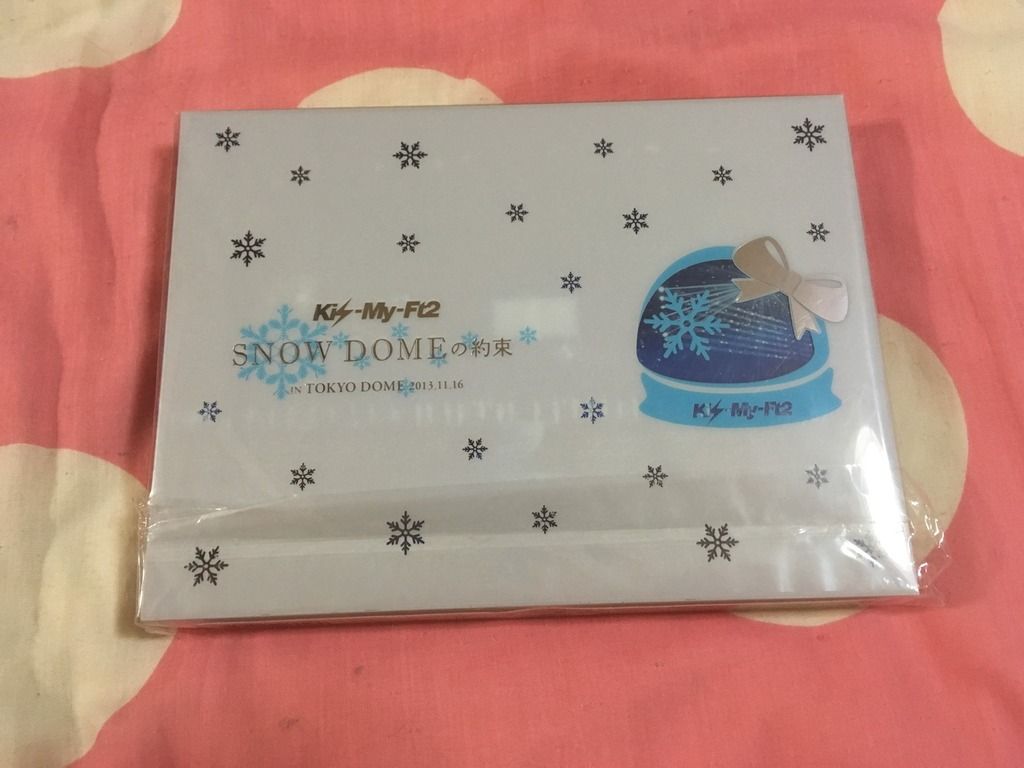 Kis-My-Ft2
SNOW DOMEの約束
IN TOKYO DOME 2013.11.16
Kis-My-Ft2